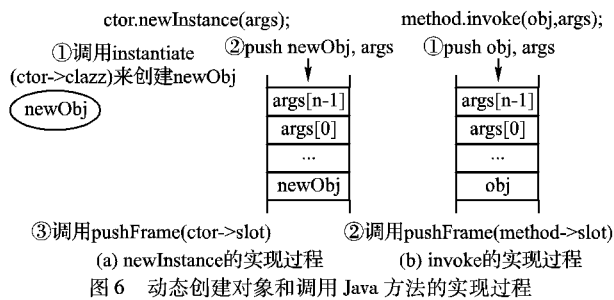 ctor.newInstance(args);
①调用instantiate
(ctor->clazz)来创建newObj
newObj
②push newObj, args
args[n-1]
args[0]
...
newObj
③调用pushFrame(ctor->slot)
(a) newInstance的实现过程
method.invoke(obj,args);
①push obj, args
args[n-1]
args[0]
...
obj
②调用pushFrame(method->slot)
(b) invoke的实现过程
图6 动态创建对象和调用 Java 方法的实现过程